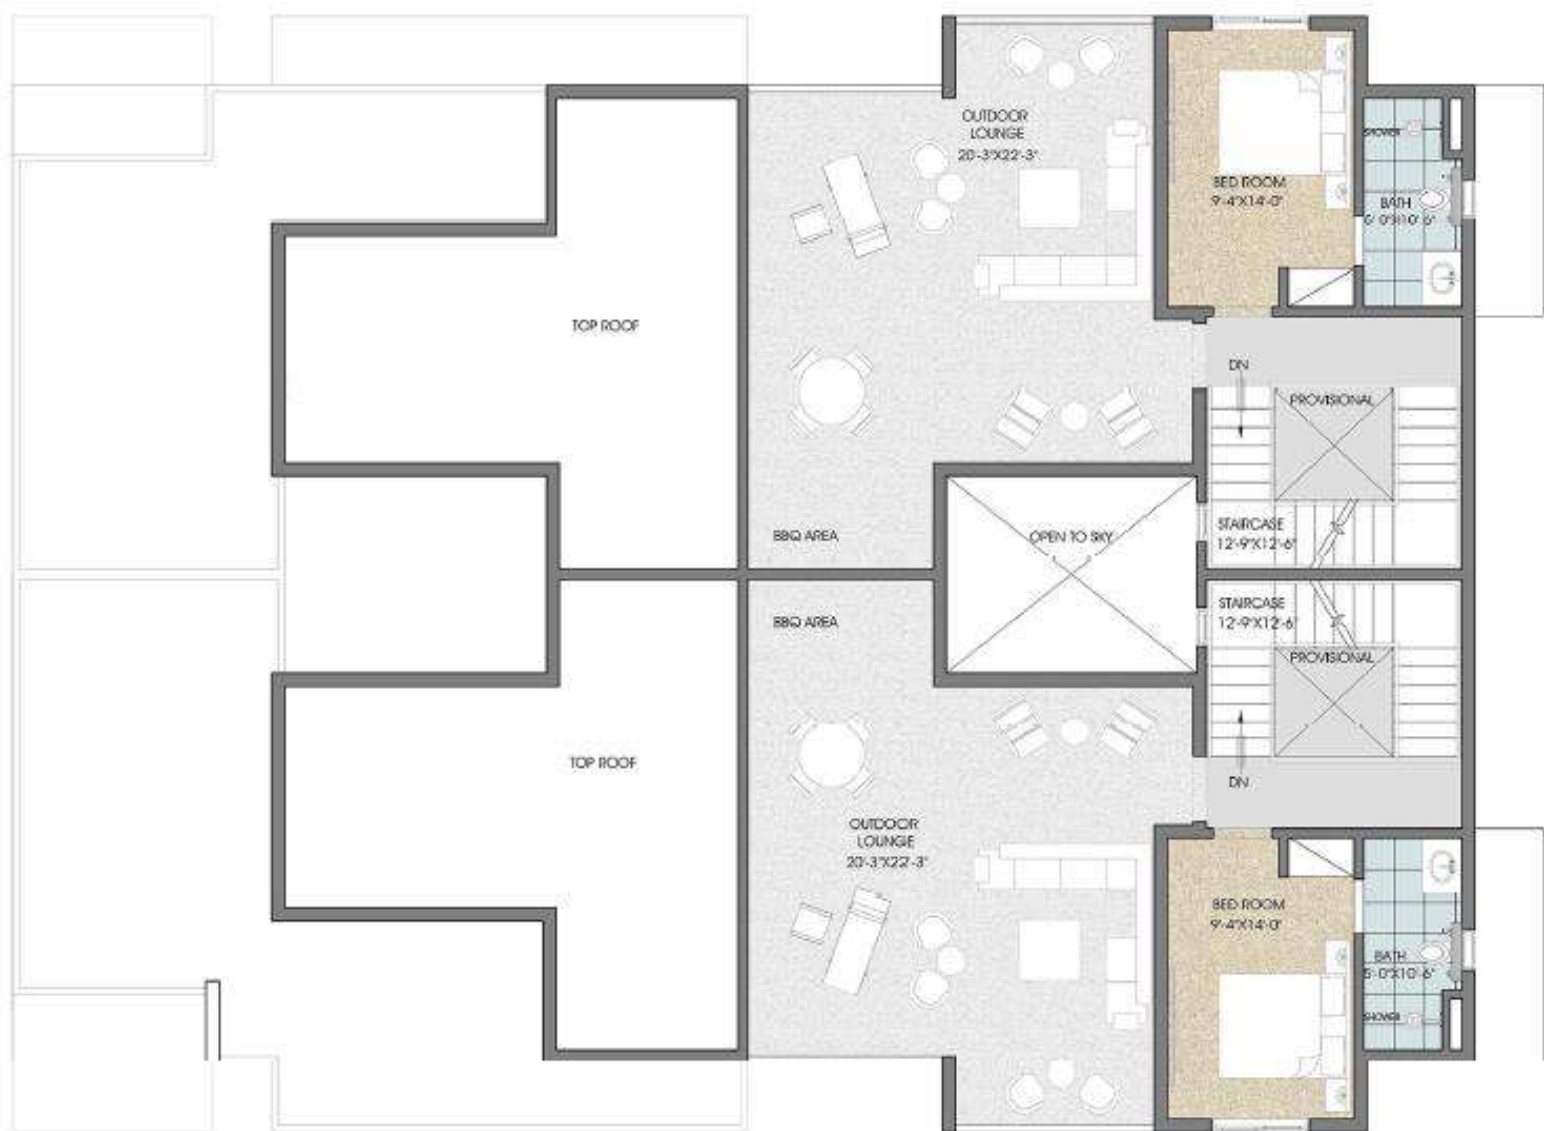 OUTDOOR
LOUNGE
20'-3"X22'-3"
SHOWER
BED ROOM
9'-4"X14'-0"
BATH
5'-0"X10'-6"
TOP ROOF
DN
PROVISIONAL
BBQ AREA
OPEN TO SKY
STAIRCASE
12'-9"X12'-6"
BBQ AREA
STAIRCASE
12'-9"X12'-6"
PROVISIONAL
TOP ROOF
DN
OUTDOOR
LOUNGE
20'-3"X22'-3"
BED ROOM
9'-4"X14'-0"
BATH
5'-0"X10'-6"
SHOWER